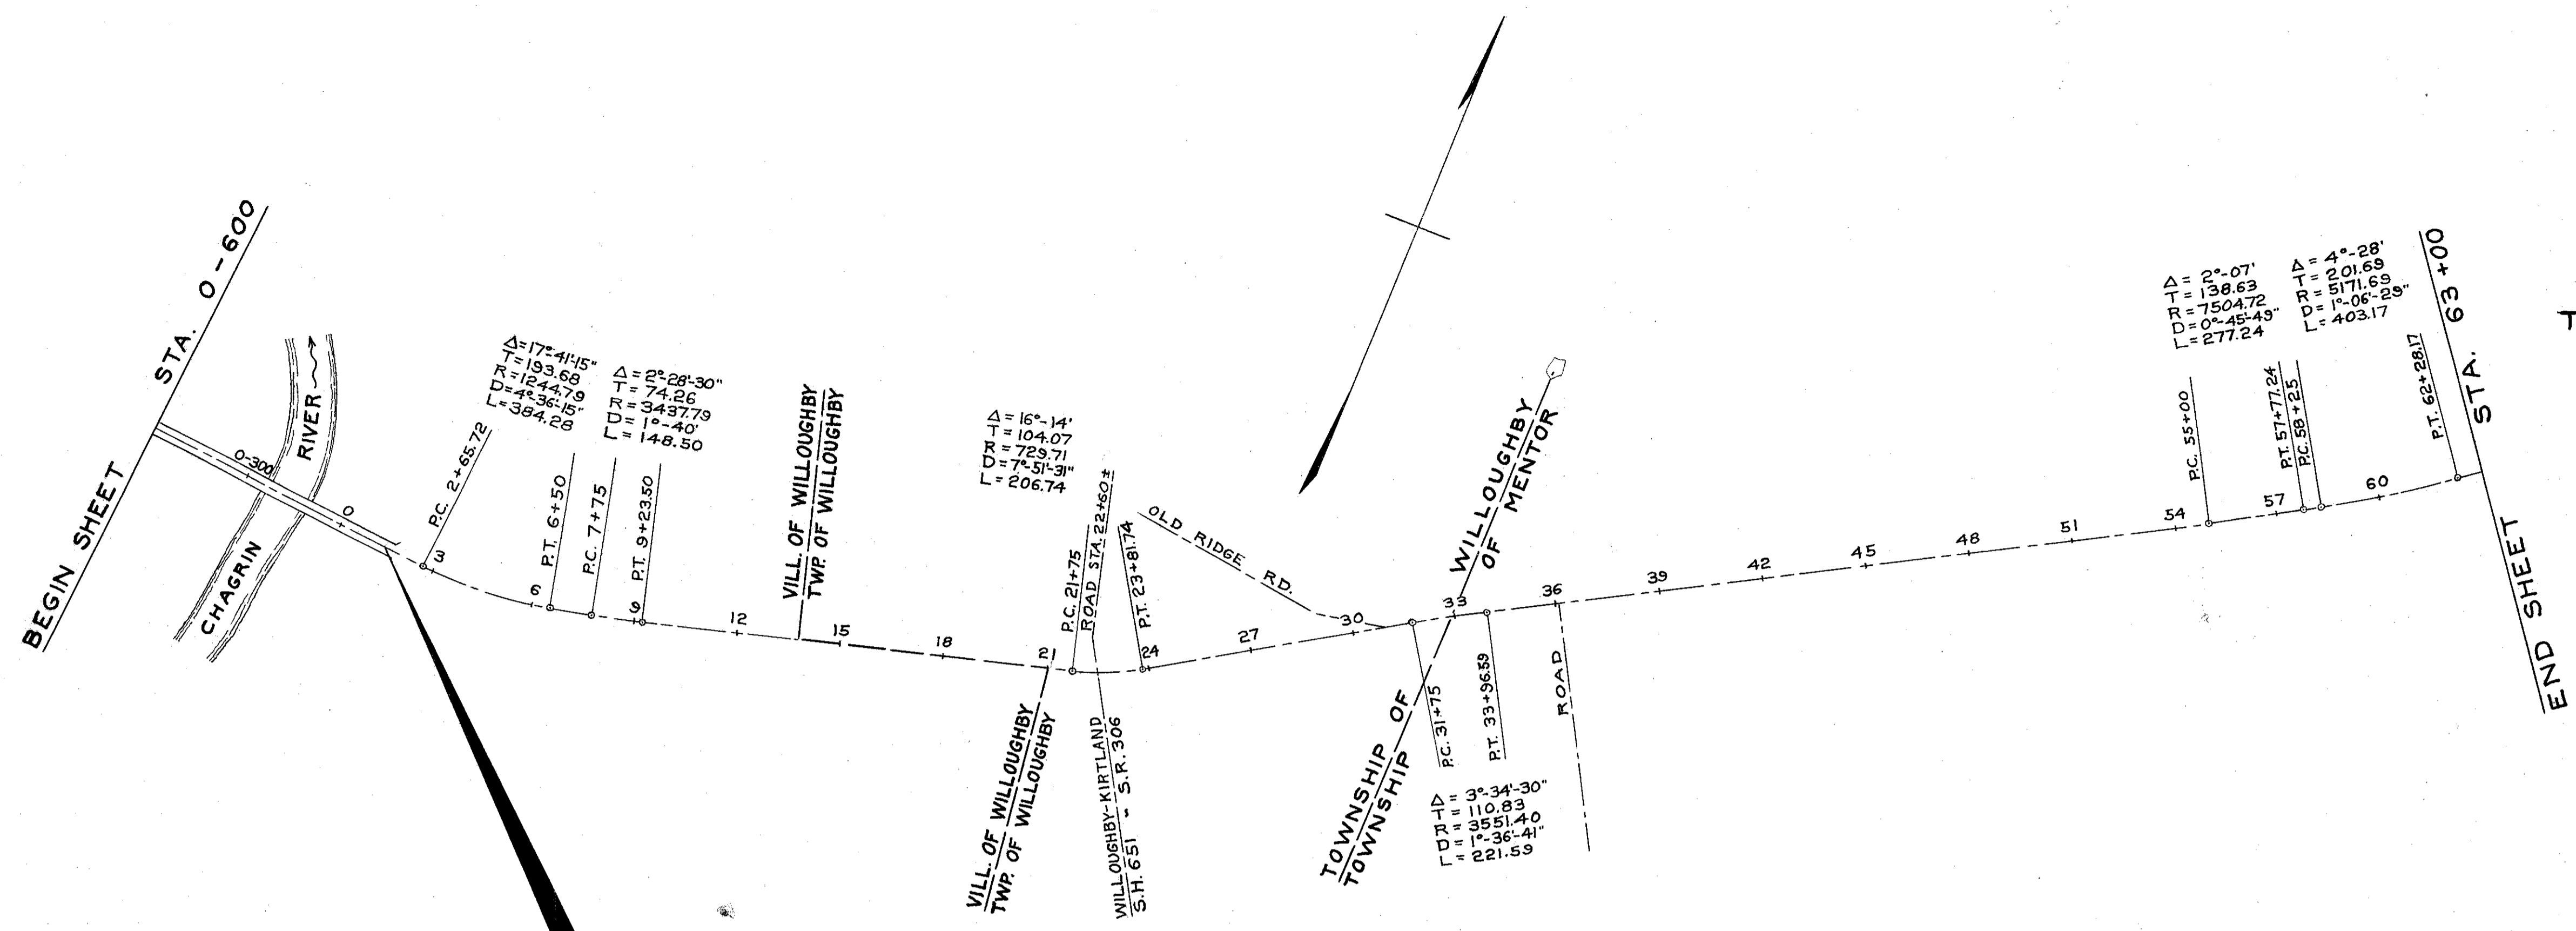 BEGIN SHEET STA. 0-600
CHAGRIN RIVER
0-300
0
P.C. 2+65.72
3
Δ=17°-41'-15"
T=193.68
R=1244.79
D=4°-36'-15"
L=384.28
6
P.T. 6+50
P.C. 7+75
Δ=2°-28'-30"
T=74.26
R=3437.79
D=1°-40'
L=148.50
9
P.T. 9+23.50
12
VILL. OF WILLOUGHBY
TWP. OF WILLOUGHBY
15
18
21
VILL. OF WILLOUGHBY
TWP. OF WILLOUGHBY
Δ=16°-14'
T=104.07
R=729.71
D=7°-51'-31"
L=206.74
P.C. 21+75
ROAD STA. 22+60±
P.T. 23+81.74
WILLOUGHBY-KIRTLAND
S.H. 651 - S.R. 306
24
OLD RIDGE RD.
27
30
TOWNSHIP OF WILLOUGHBY
TOWNSHIP OF MENTOR
33
P.C. 31+75
P.T. 33+96.59
Δ=3°-34'-30"
T=110.83
R=3551.40
D=1°-36'-41"
L=221.59
36
ROAD
39
42
45
48
51
54
P.C. 55+00
Δ=2°-07'
T=138.63
R=7504.72
D=0°-45'-49"
L=277.24
57
P.T. 57+77.24
P.C. 58+25
Δ=4°-28'
T=201.69
R=5171.69
D=1°-06'-29"
L=403.17
60
P.T. 62+28.17
END SHEET STA. 63+00
T